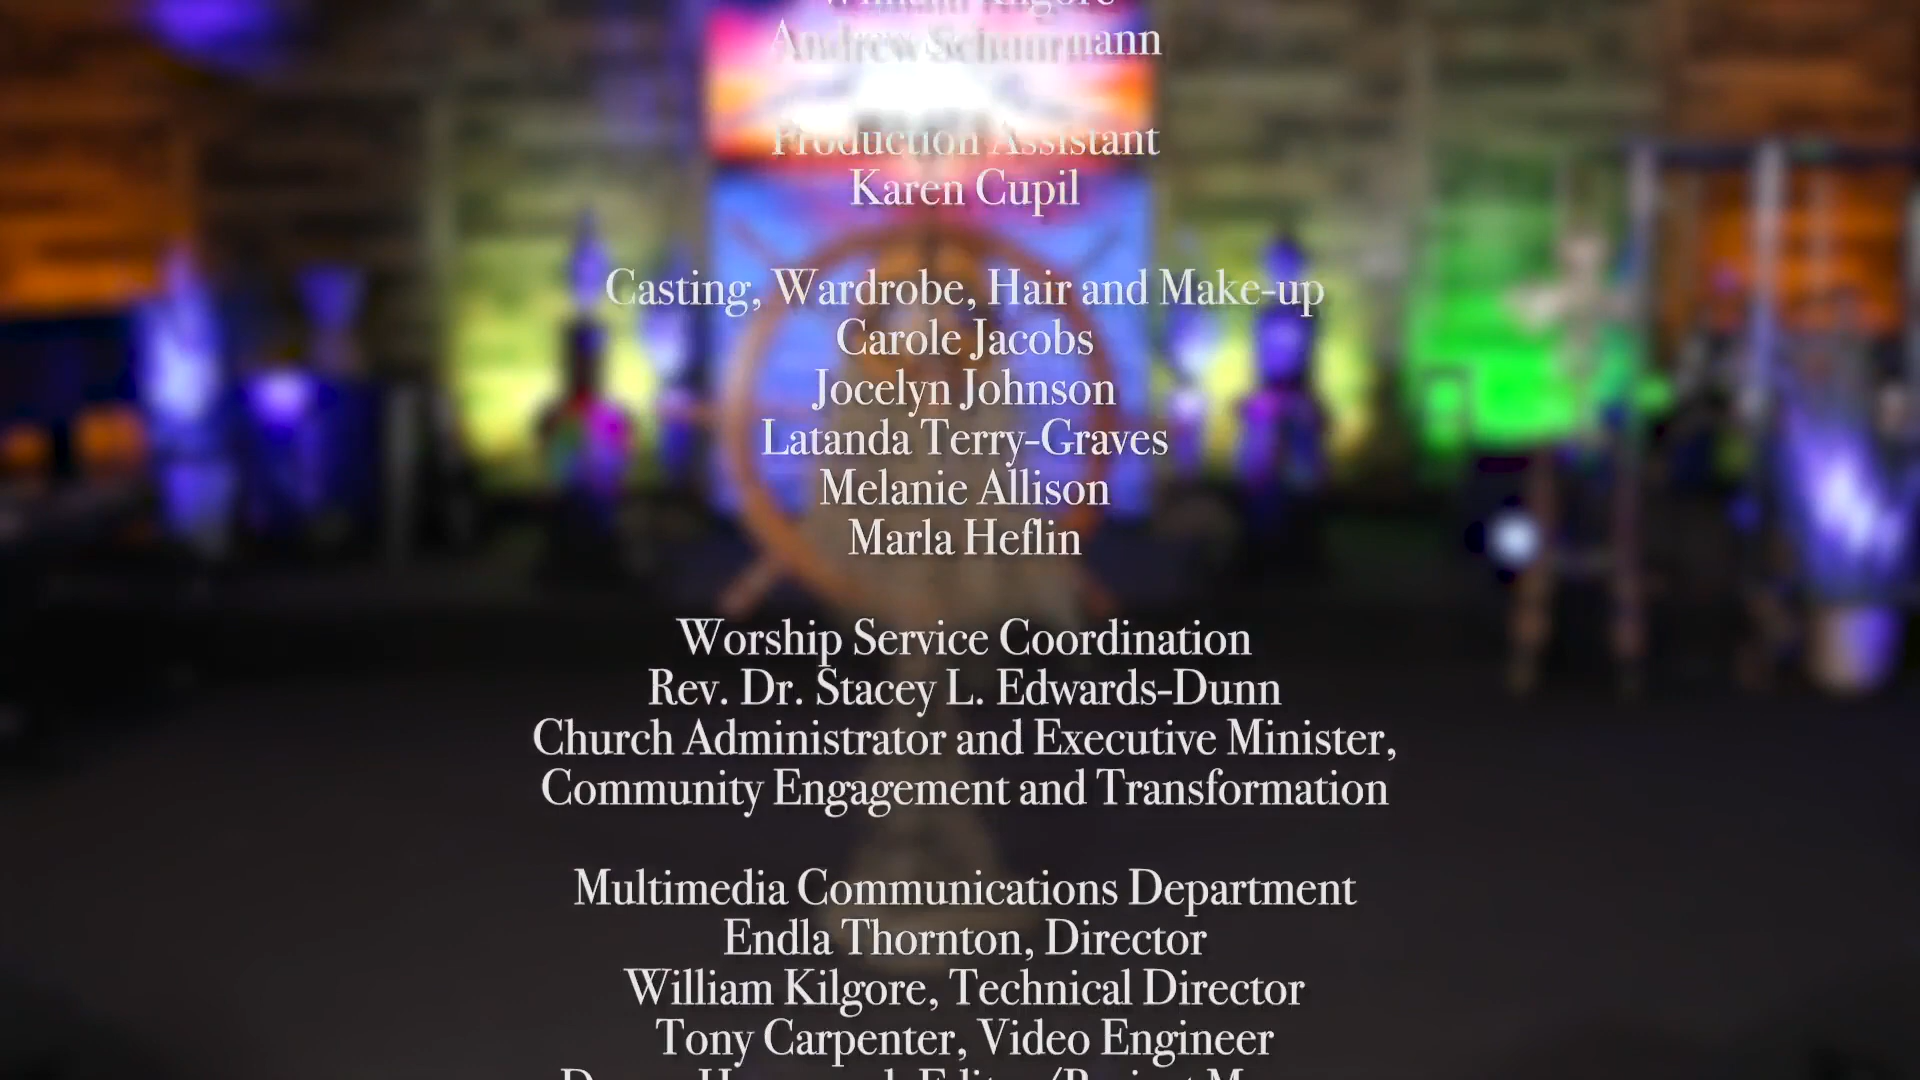 William Kilgore
Andrew Schuurmann
Production Assistant
Karen Cupil
Casting, Wardrobe, Hair and Make-up
Carole Jacobs
Jocelyn Johnson
Latanda Terry-Graves
Melanie Allison
Marla Heflin
Worship Service Coordination
Rev. Dr. Stacey L. Edwards-Dunn
Church Administrator and Executive Minister,
Community Engagement and Transformation
Multimedia Communications Department
Endla Thornton, Director
William Kilgore, Technical Director
Tony Carpenter, Video Engineer